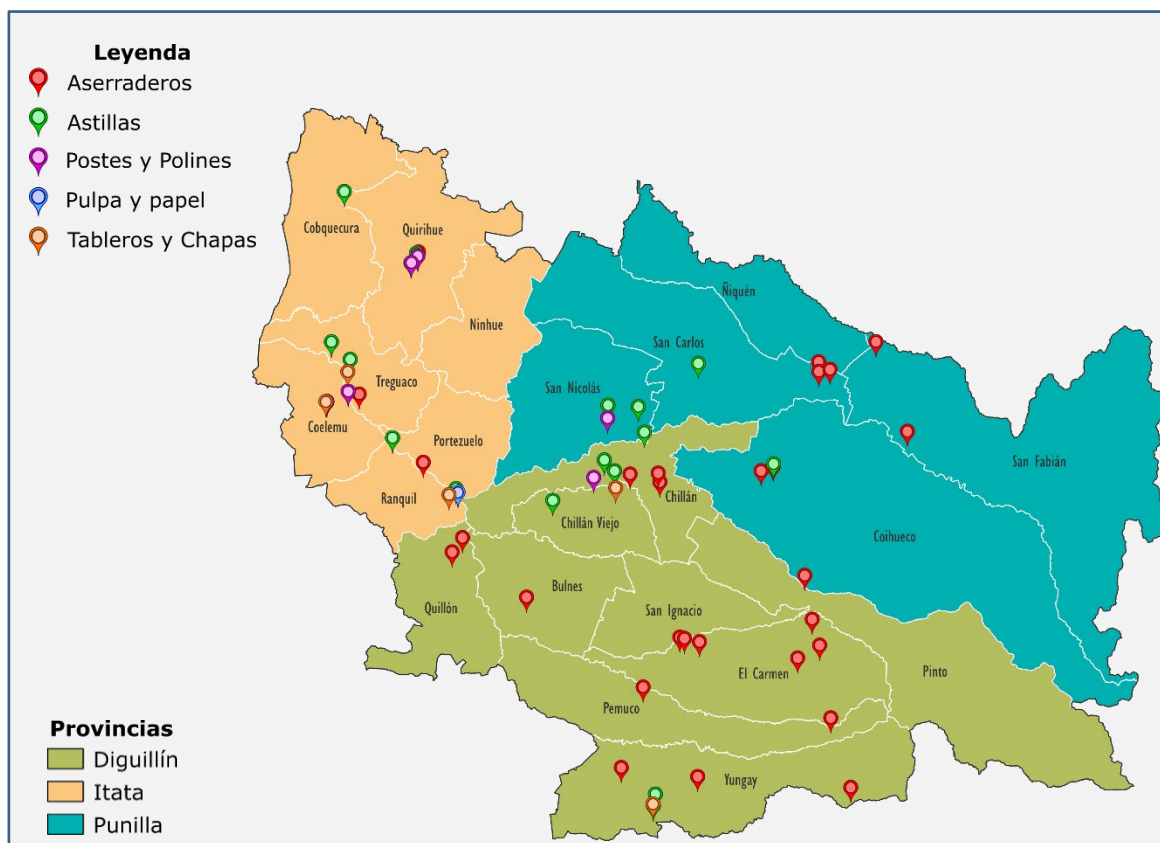 Leyenda
Aserraderos
Astillas
Postes y Polines
Pulpa y papel
Tableros y Chapas
Cobquecura
Quirihue
Ninhue
Treguaco
Coelemu
Portezuelo
Ranquil
Ñiquén
San Carlos
San Nicolás
San Fabián
Coihueco
Chillán
Chillán Viejo
Bulnes
Quillón
San Ignacio
El Carmen
Pinto
Pemuco
Yungay
Provincias
Diguillín
Itata
Punilla